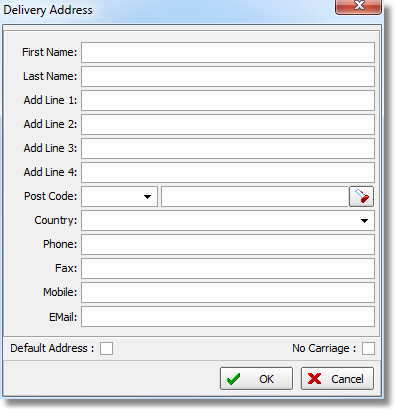 Delivery Address
First Name:
Last Name:
Add Line 1:
Add Line 2:
Add Line 3:
Add Line 4:
Post Code:
Country:
Phone:
Fax:
Mobile:
EMail:
Default Address : No Carriage :
OK Cancel